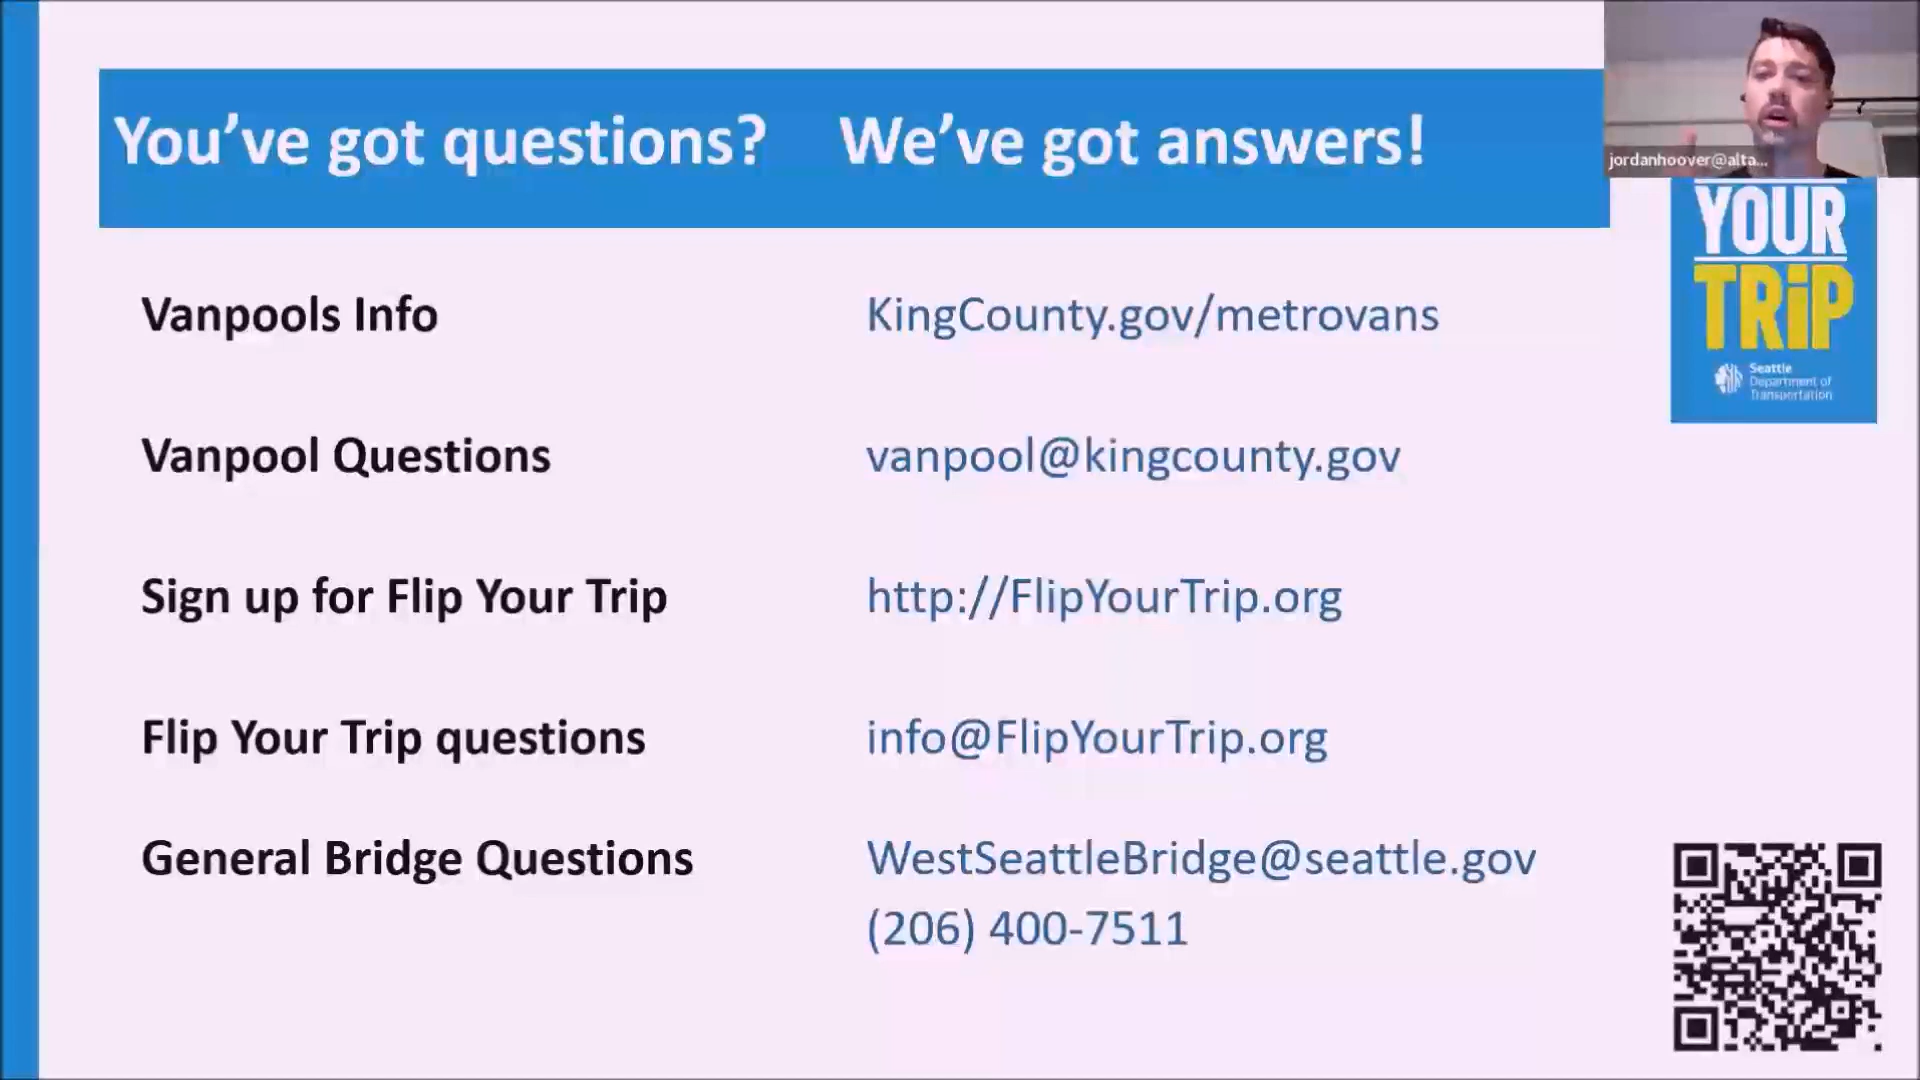 You've got questions? We've got answers!
jordanhoover@alta...
YOUR
TRiP
Seattle
Department of
Transportation
Vanpools Info KingCounty.gov/metrovans
Vanpool Questions vanpool@kingcounty.gov
Sign up for Flip Your Trip http://FlipYourTrip.org
Flip Your Trip questions info@FlipYourTrip.org
General Bridge Questions WestSeattleBridge@seattle.gov
(206) 400-7511